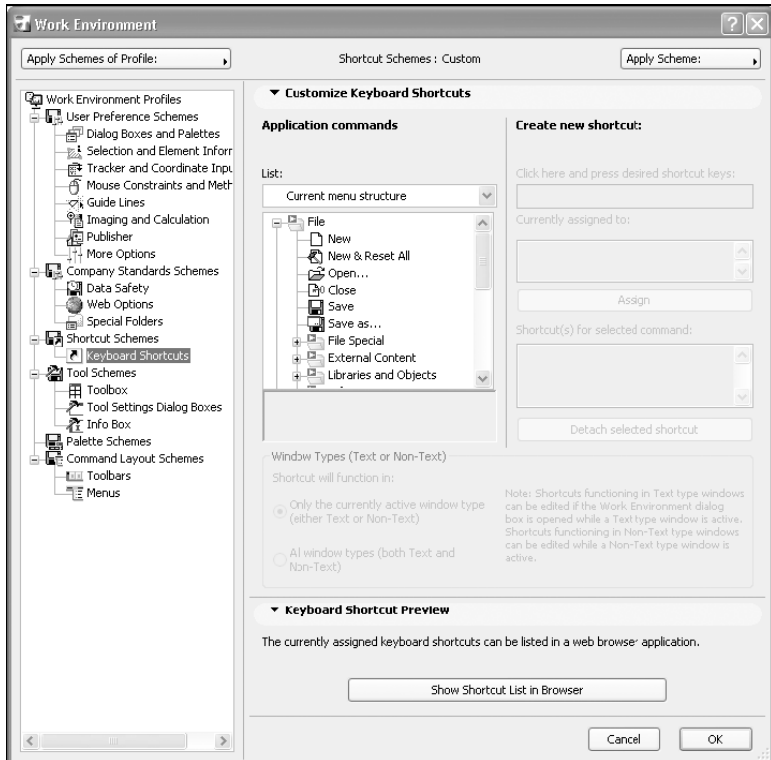 Work Environment
Apply Schemes of Profile:
Shortcut Schemes : Custom
Apply Scheme:
Work Environment Profiles
User Preference Schemes
Dialog Boxes and Palettes
Selection and Element Inforr
Tracker and Coordinate Inpu
Mouse Constraints and Meth
Guide Lines
Imaging and Calculation
Publisher
More Options
Company Standards Schemes
Data Safety
Web Options
Special Folders
Shortcut Schemes
Keyboard Shortcuts
Tool Schemes
Toolbox
Tool Settings Dialog Boxes
Info Box
Palette Schemes
Command Layout Schemes
Toolbars
Menus
Customize Keyboard Shortcuts
Application commands
List:
Current menu structure
File
New
New & Reset All
Open...
Close
Save
Save as...
File Special
External Content
Libraries and Objects
Create new shortcut:
Click here and press desired shortcut keys:
Currently assigned to:
Assign
Shortcut(s) for selected command:
Detach selected shortcut
Window Types (Text or Non-Text)
Shortcut will function in:
Only the currently active window type
(either Text or Non-Text)
Al window types (both Text and
Non-Text)
Note: Shortcuts functioning in Text type windows
can be edited if the Work Environment dialog
box is opened while a Text type window is active.
Shortcuts functioning in Non-Text type windows
can be edited while a Non-Text type window is
active.
Keyboard Shortcut Preview
The currently assigned keyboard shortcuts can be listed in a web browser application.
Show Shortcut List in Browser
Cancel
OK